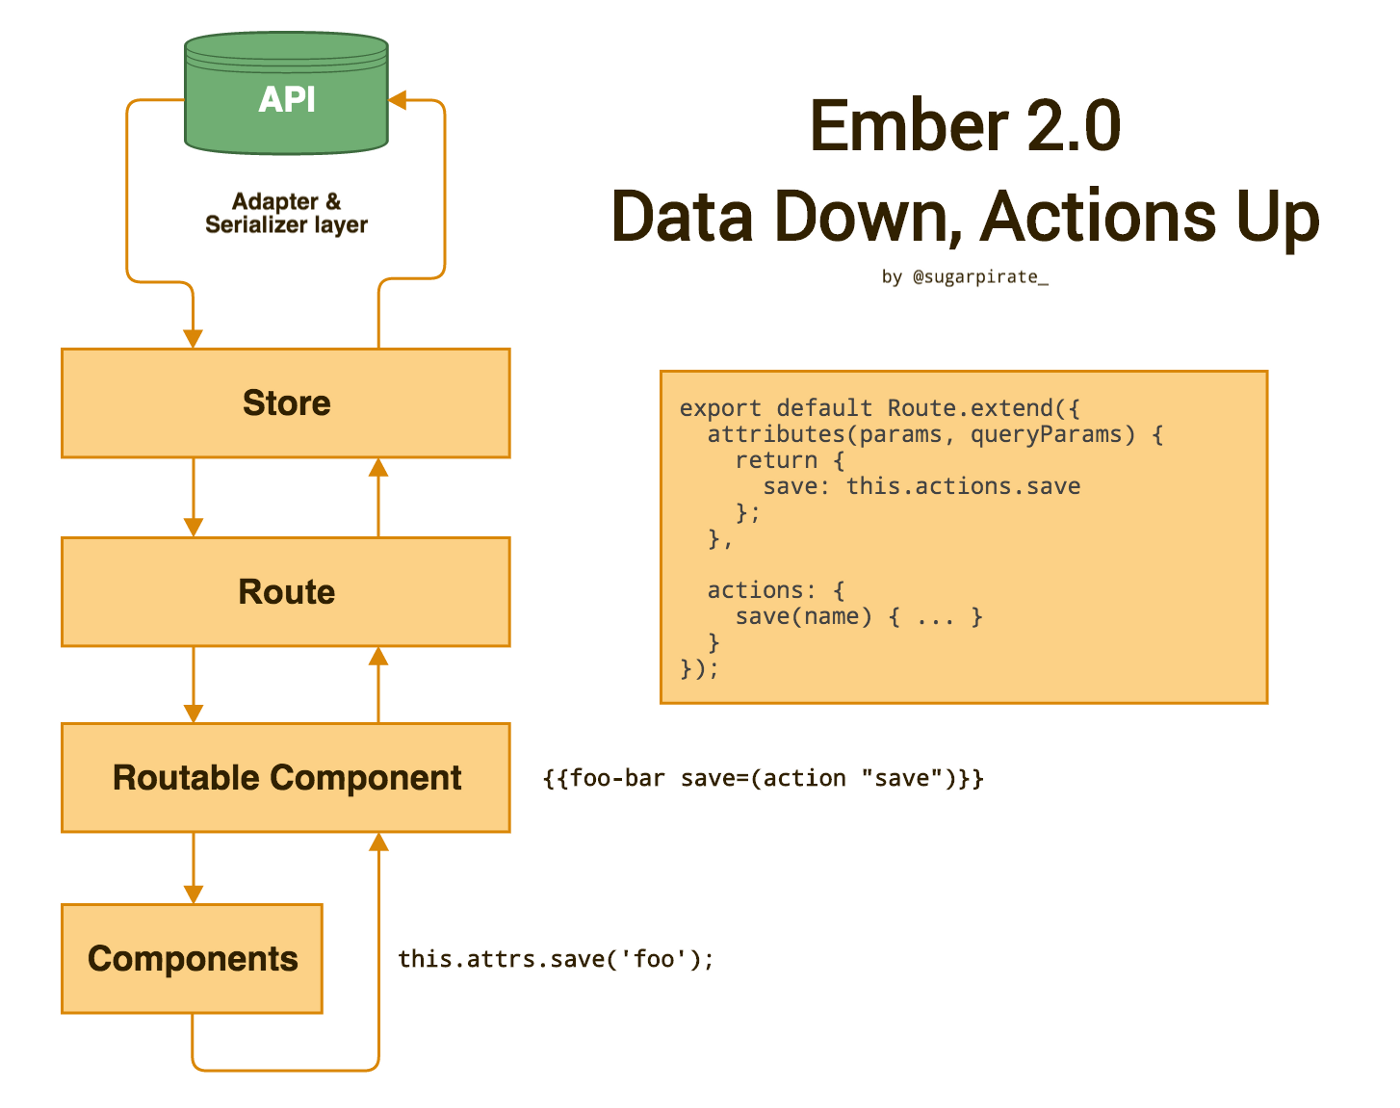 API
Adapter &
Serializer layer
Ember 2.0
Data Down, Actions Up
by @sugarpirate_
Store
export default Route.extend({
  attributes(params, queryParams) {
    return {
      save: this.actions.save
    };
  },
  actions: {
    save(name) { ... }
  }
});
Route
Routable Component
{{foo-bar save=(action "save")}}
Components
this.attrs.save('foo');